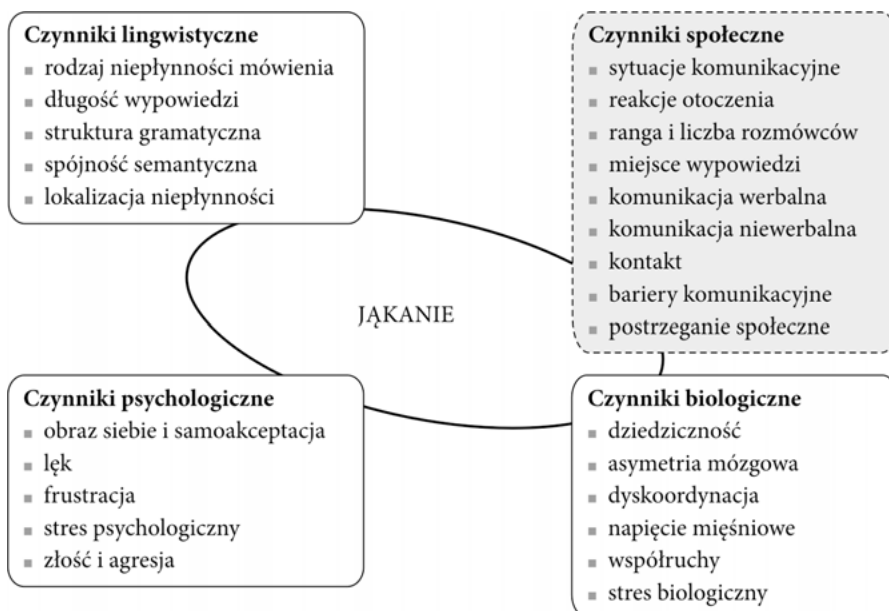 Czynniki lingwistyczne
▪ rodzaj niepłynności mówienia
▪ długość wypowiedzi
▪ struktura gramatyczna
▪ spójność semantyczna
▪ lokalizacja niepłynności
Czynniki społeczne
▪ sytuacje komunikacyjne
▪ reakcje otoczenia
▪ ranga i liczba rozmówców
▪ miejsce wypowiedzi
▪ komunikacja werbalna
▪ komunikacja niewerbalna
▪ kontakt
▪ bariery komunikacyjne
▪ postrzeganie społeczne
JĄKANIE
Czynniki psychologiczne
▪ obraz siebie i samoakceptacja
▪ lęk
▪ frustracja
▪ stres psychologiczny
▪ złość i agresja
Czynniki biologiczne
▪ dziedziczność
▪ asymetria mózgowa
▪ dyskoordynacja
▪ napięcie mięśniowe
▪ współruchy
▪ stres biologiczny